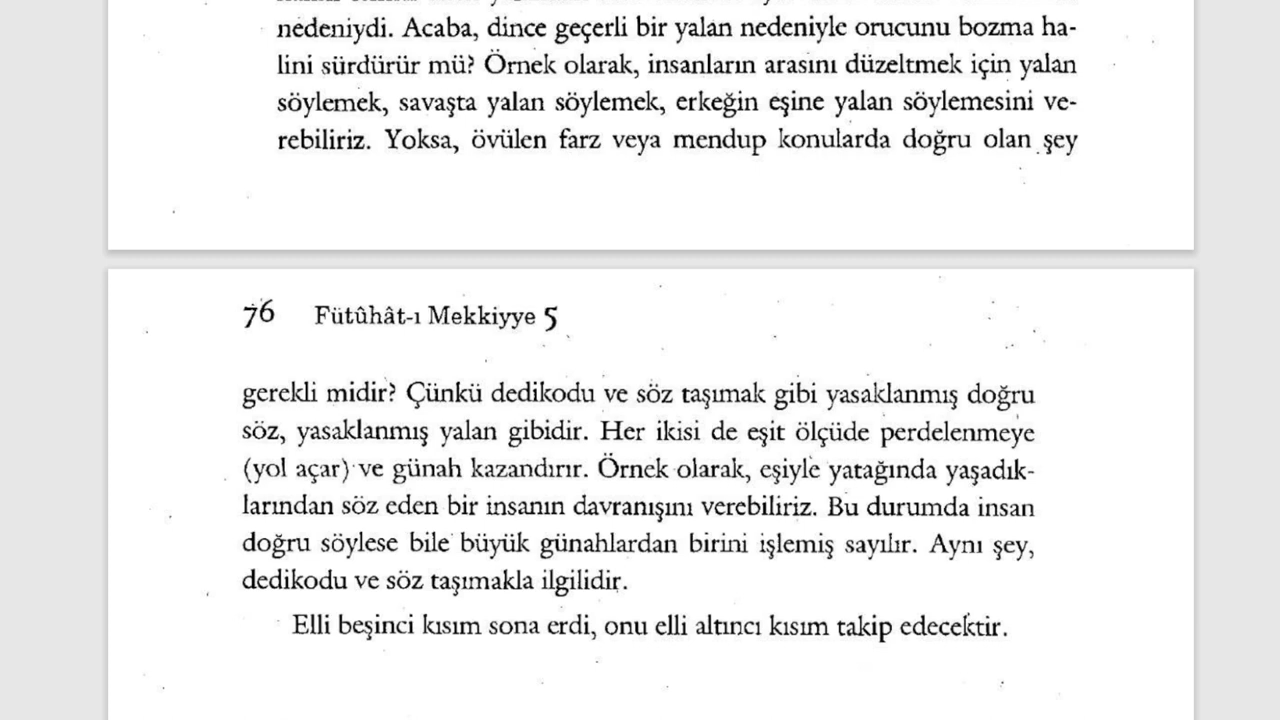 nedeniydi. Acaba, dince geçerli bir yalan nedeniyle orucunu bozma ha-
lini sürdürür mü? Örnek olarak, insanların arasını düzeltmek için yalan
söylemek, savaşta yalan söylemek, erkeğin eşine yalan söylemesini ve-
rebiliriz. Yoksa, övülen farz veya mendup konularda doğru olan şey
76 Fütûhât-ı Mekkiyye 5
gerekli midir? Çünkü dedikodu ve söz taşımak gibi yasaklanmış doğru
söz, yasaklanmış yalan gibidir. Her ikisi de eşit ölçüde perdelenmeye
(yol açar) ve günah kazandırır. Örnek olarak, eşiyle yatağında yaşadık-
larından söz eden bir insanın davranışını verebiliriz. Bu durumda insan
doğru söylese bile büyük günahlardan birini işlemiş sayılır. Aynı şey,
dedikodu ve söz taşımakla ilgilidir.
Elli beşinci kısım sona erdi, onu elli altıncı kısım takip edecektir.